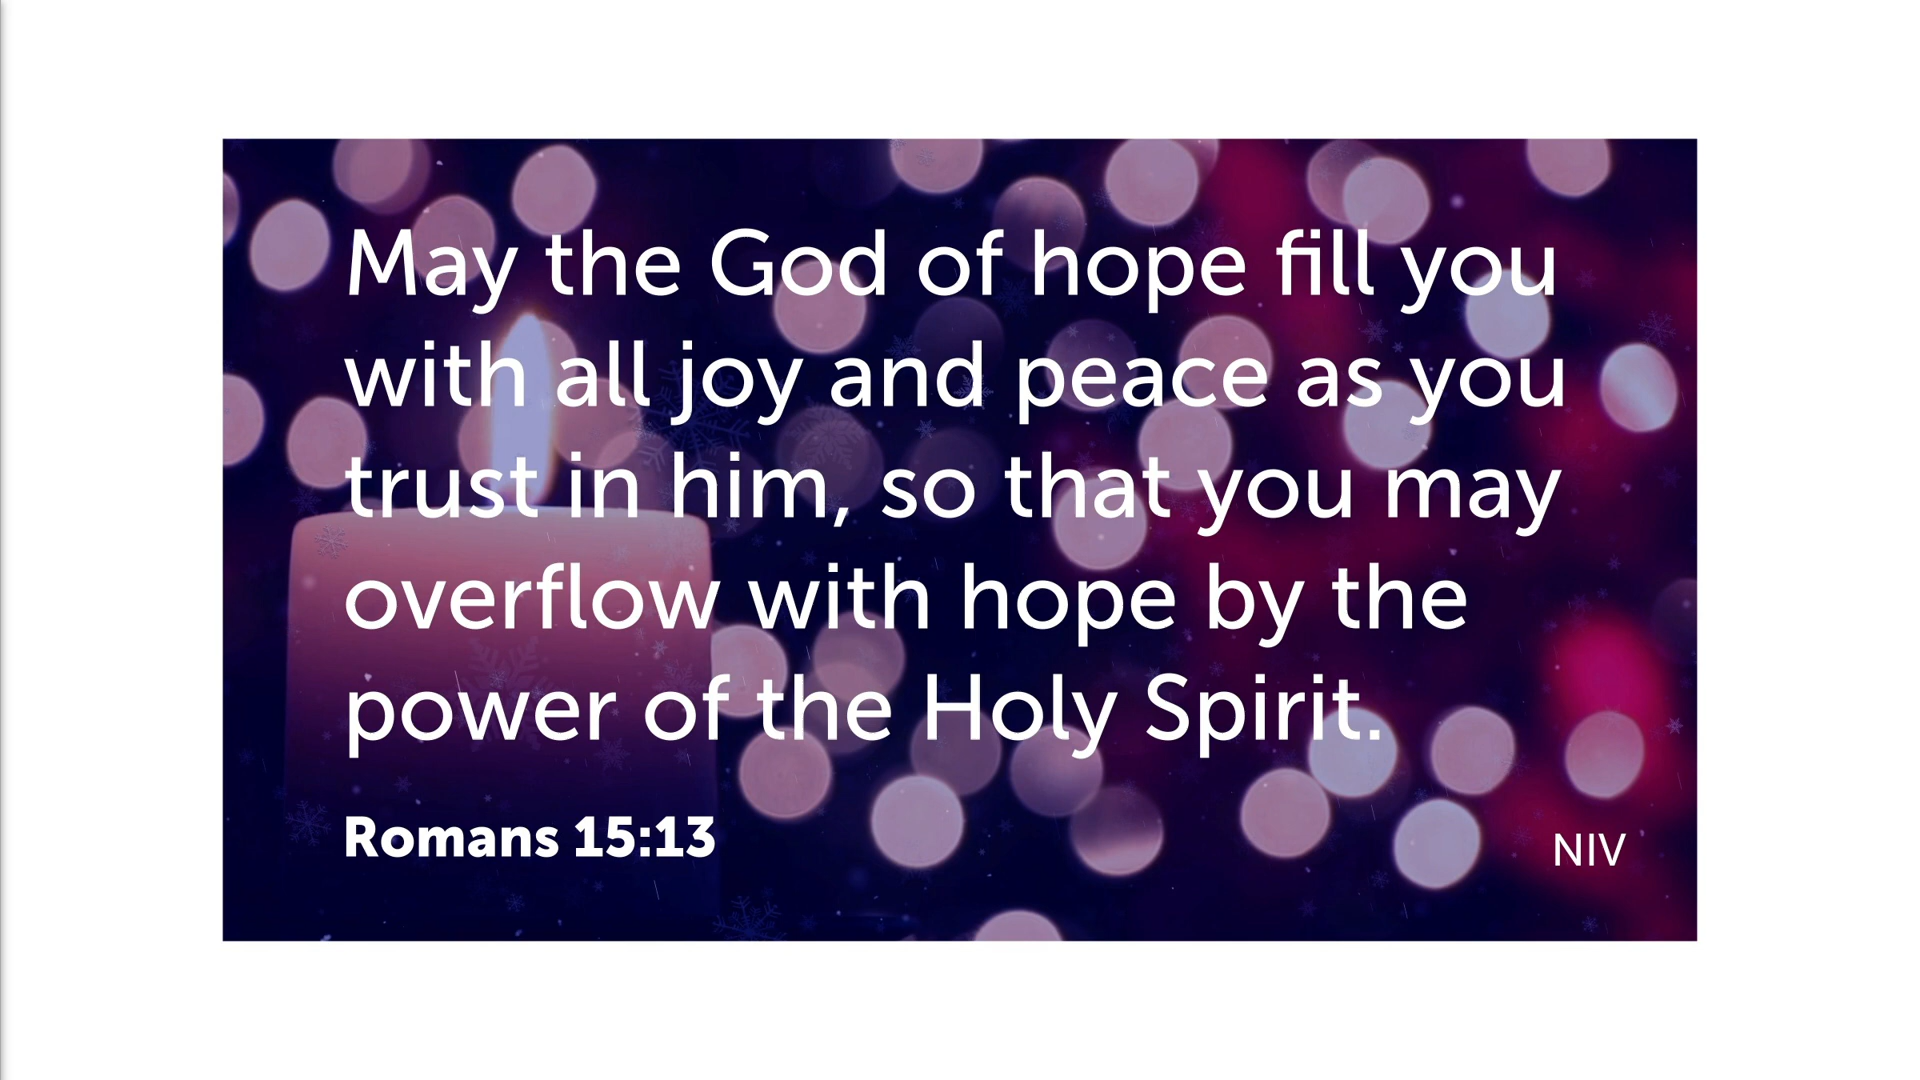 May the God of hope fill you
with all joy and peace as you
trust in him, so that you may
overflow with hope by the
power of the Holy Spirit.
Romans 15:13
NIV